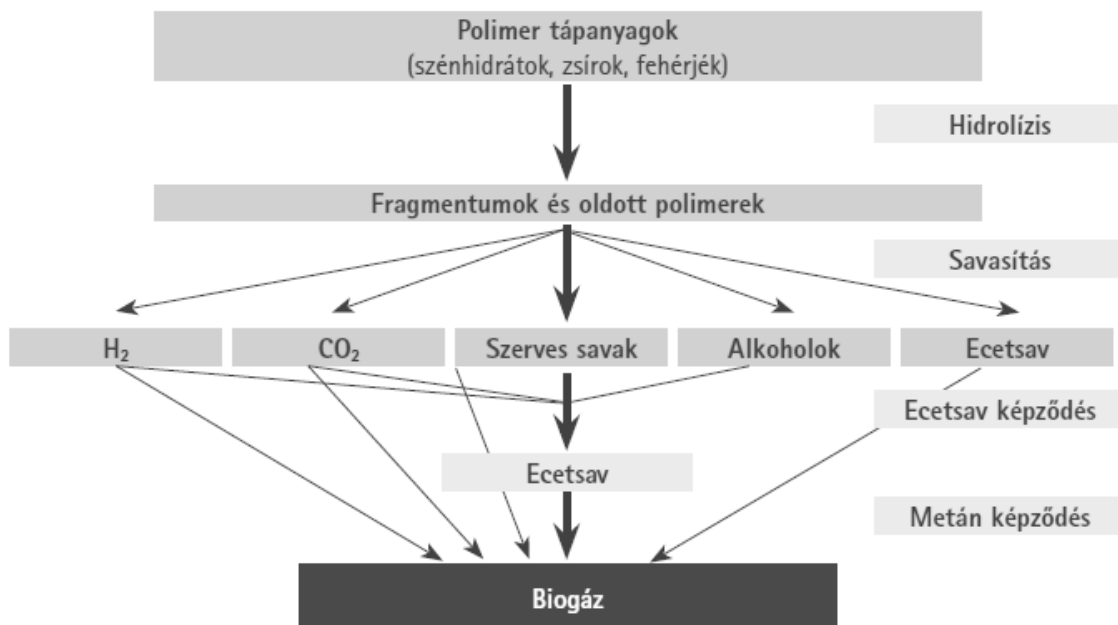 Polimer tápanyagok
(szénhidrátok, zsírok, fehérjék)
Hidrolízis
Fragmentumok és oldott polimerek
Savasítás
H₂
CO₂
Szerves savak
Alkoholok
Ecetsav
Ecetsav képződés
Ecetsav
Metán képződés
Biogáz